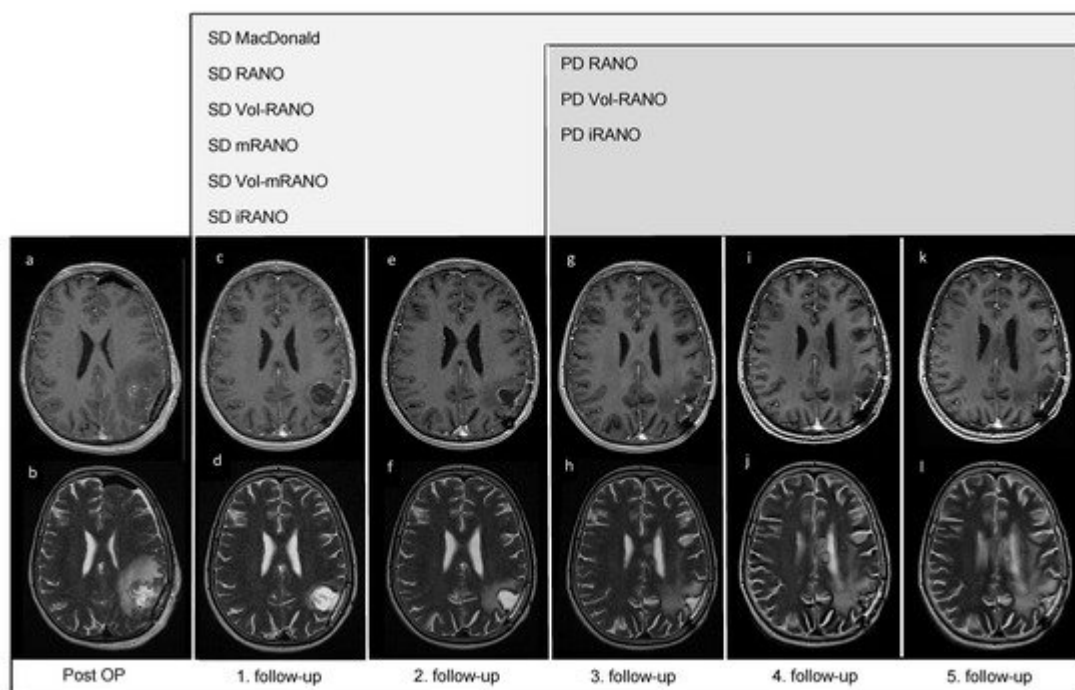 SD MacDonald
SD RANO
SD Vol-RANO
SD mRANO
SD Vol-mRANO
SD iRANO
PD RANO
PD Vol-RANO
PD iRANO
a
c
e
g
i
k
b
d
f
h
j
l
Post OP
1. follow-up
2. follow-up
3. follow-up
4. follow-up
5. follow-up